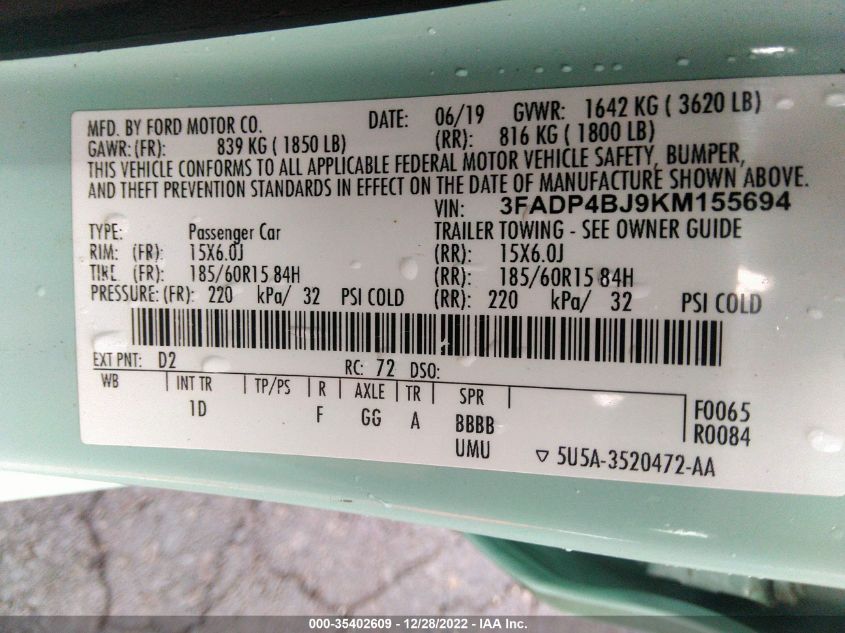 MFD. BY FORD MOTOR CO. DATE: 06/19 GVWR: 1642 KG ( 3620 LB)
GAWR: (FR): 839 KG ( 1850 LB) (RR): 816 KG ( 1800 LB)
THIS VEHICLE CONFORMS TO ALL APPLICABLE FEDERAL MOTOR VEHICLE SAFETY, BUMPER,
AND THEFT PREVENTION STANDARDS IN EFFECT ON THE DATE OF MANUFACTURE SHOWN ABOVE.
VIN: 3FADP4BJ9KM155694
TYPE: Passenger Car TRAILER TOWING - SEE OWNER GUIDE
RIM: (FR): 15X6.0J (RR): 15X6.0J
TIRE (FR): 185/60R15 84H (RR): 185/60R15 84H
PRESSURE: (FR): 220 kPa/ 32 PSI COLD (RR): 220 kPa/ 32 PSI COLD
EXT PNT: D2 RC: 72 DSO:
WB INT TR TP/PS R AXLE TR SPR
1D F GG A BBBB F0065
UMU R0084
▽ 5U5A-3520472-AA
000-35402609 - 12/28/2022 - IAA Inc.